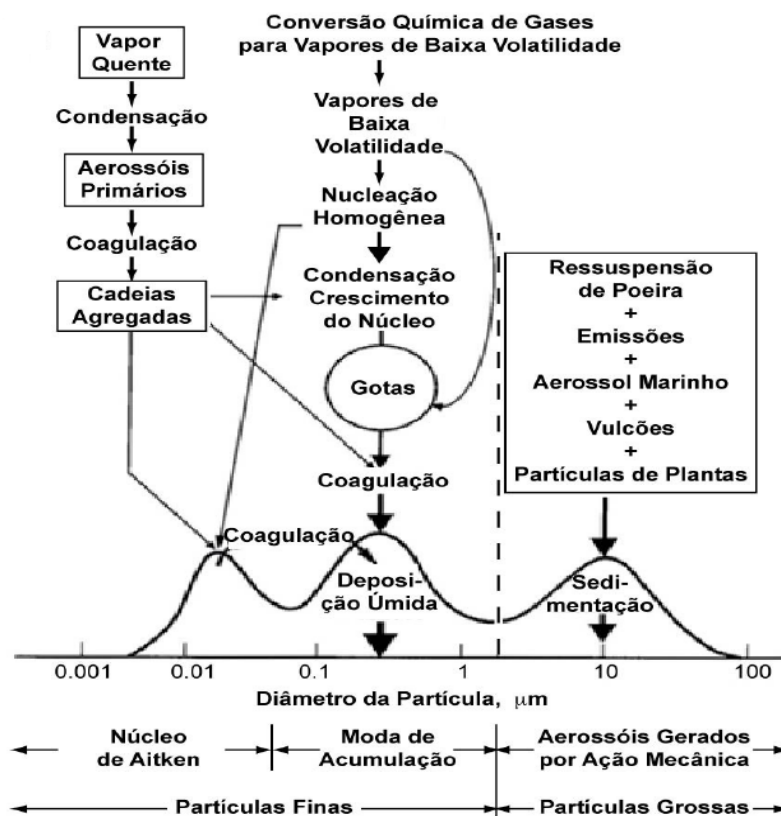 Vapor
Quente
Condensação
Aerossóis
Primários
Coagulação
Cadeias
Agregadas
Conversão Química de Gases
para Vapores de Baixa Volatilidade
Vapores de
Baixa
Volatilidade
Nucleação
Homogênea
Condensação
Crescimento
do Núcleo
Gotas
Coagulação
Ressuspensão
de Poeira
+
Emissões
+
Aerossol Marinho
+
Vulcões
+
Partículas de Plantas
Coagulação
Deposi-
ção Úmida
Sedi-
mentação
0.001 0.01 0.1 1 10 100
Diâmetro da Partícula, μm
Núcleo
de Aitken
Moda de
Acumulação
Aerossóis Gerados
por Ação Mecânica
Partículas Finas
Partículas Grossas